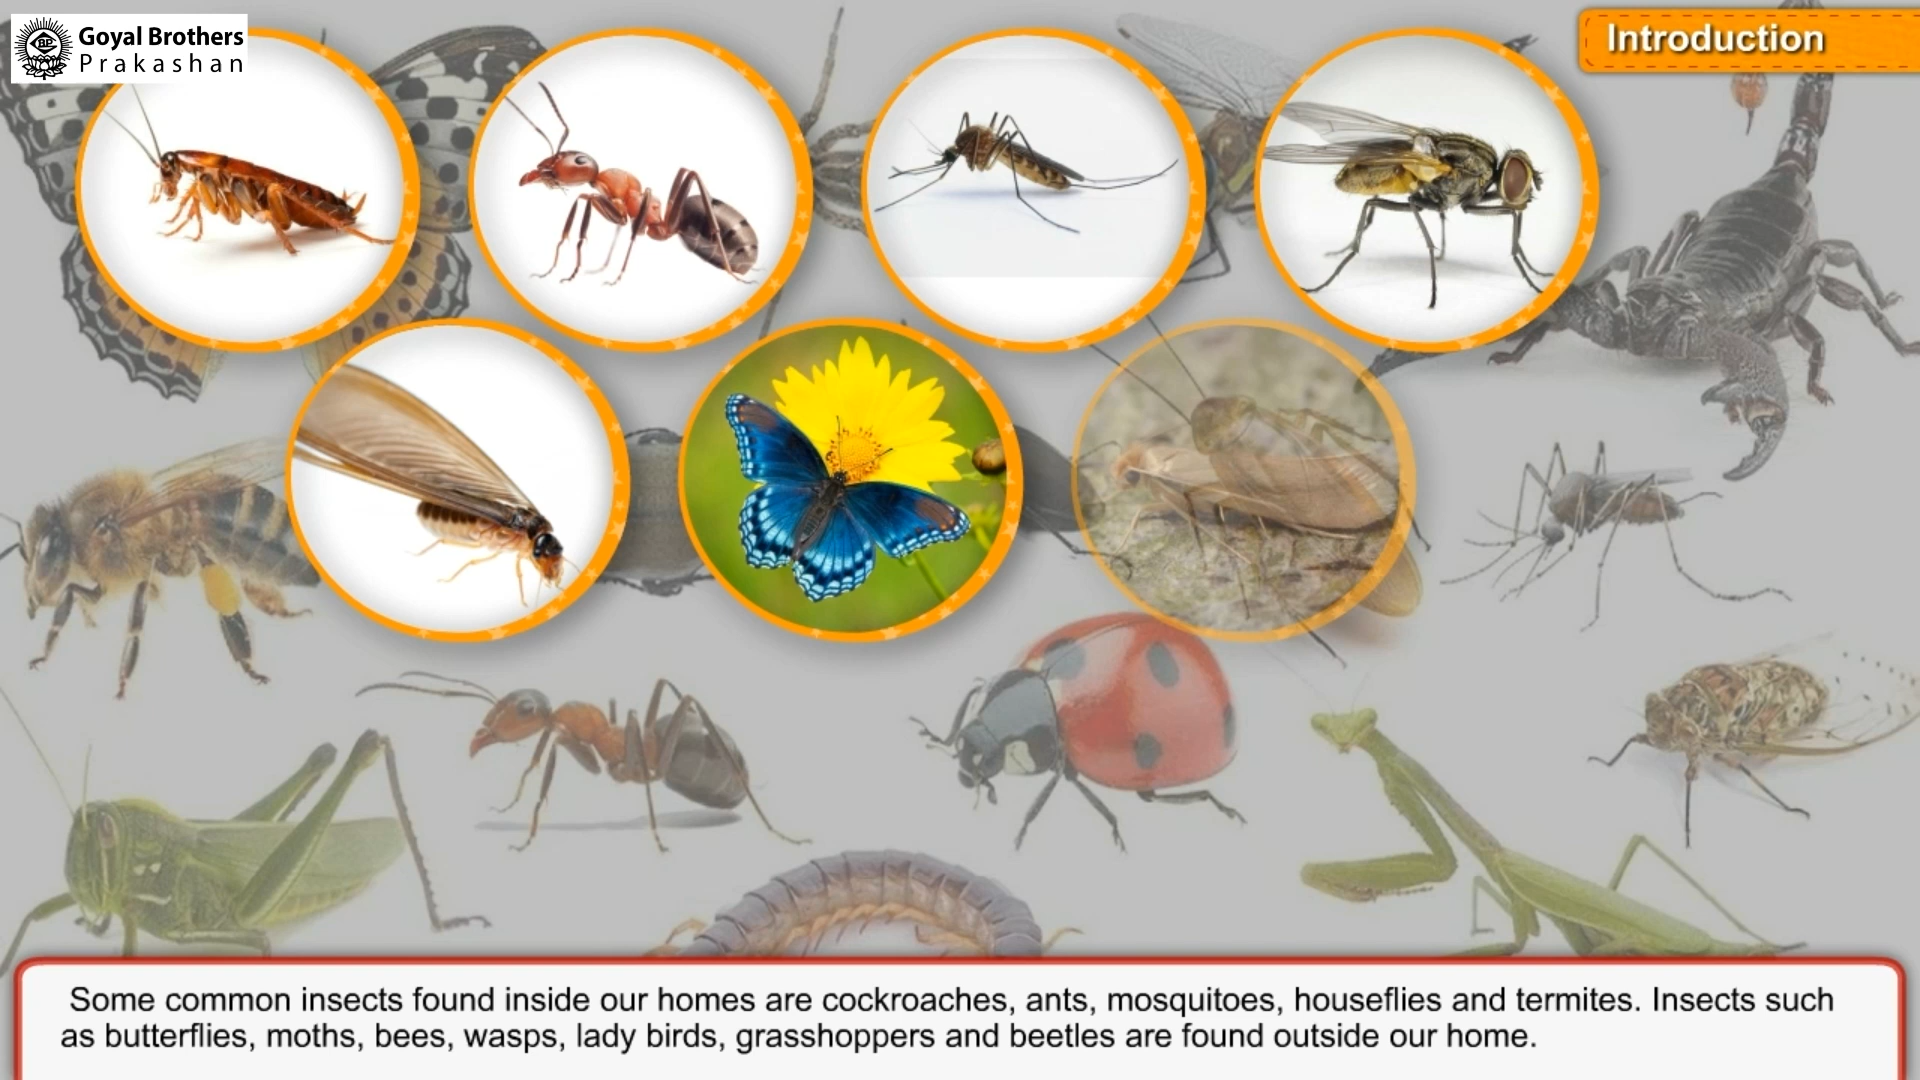 Goyal Brothers
Prakashan
Introduction
Some common insects found inside our homes are cockroaches, ants, mosquitoes, houseflies and termites. Insects such
as butterflies, moths, bees, wasps, lady birds, grasshoppers and beetles are found outside our home.